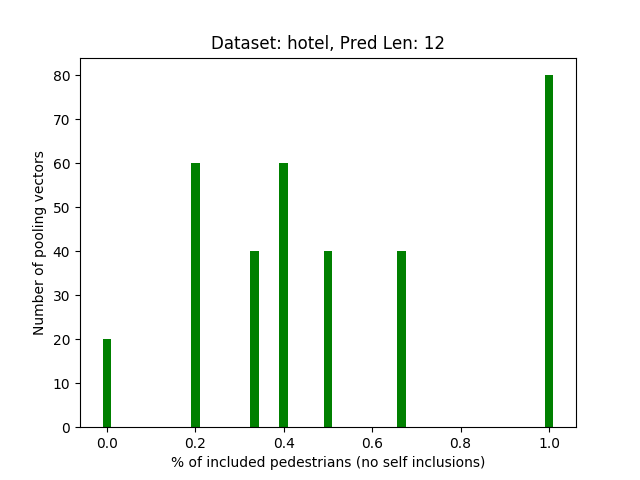 Dataset: hotel, Pred Len: 12
Number of pooling vectors
80
70
60
50
40
30
20
10
0
0.0 0.2 0.4 0.6 0.8 1.0
% of included pedestrians (no self inclusions)